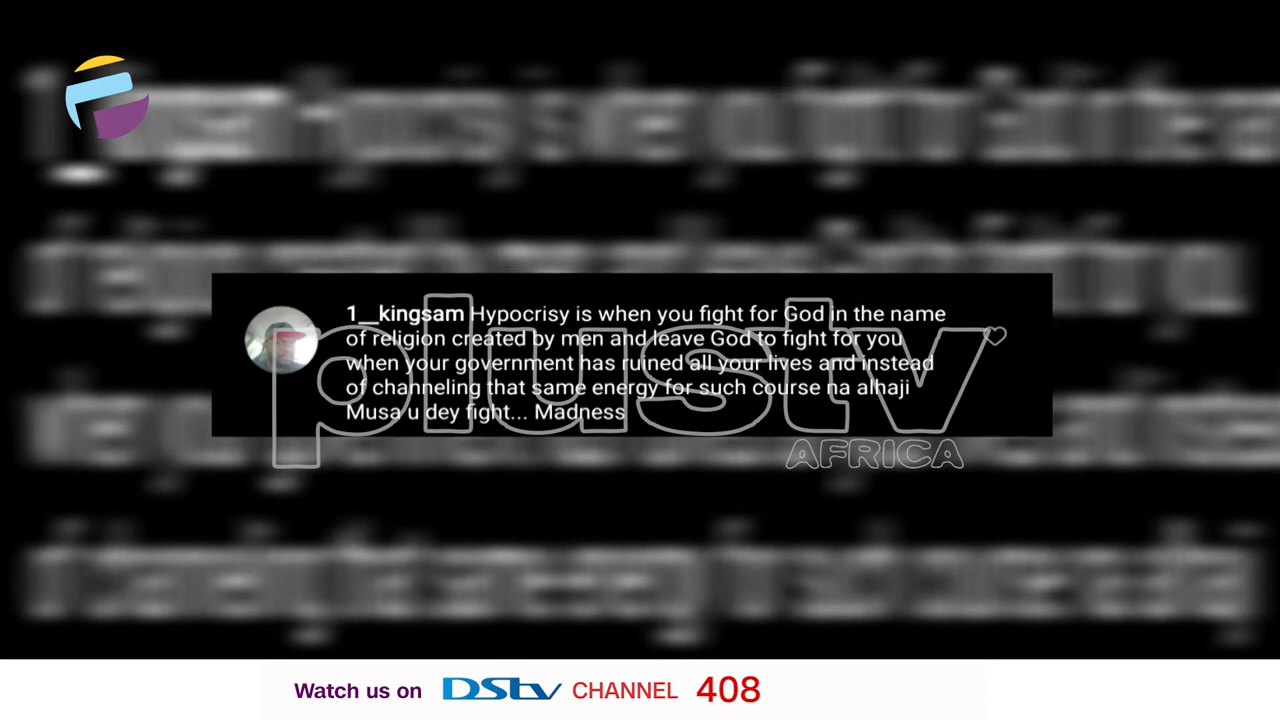 1__kingsam Hypocrisy is when you fight for God in the name
of religion created by men and leave God to fight for you
when your government has ruined all your lives and instead
of channeling that same energy for such course na alhaji
Musa u dey fight... Madness
plustv
AFRICA
Watch us on DStv CHANNEL 408